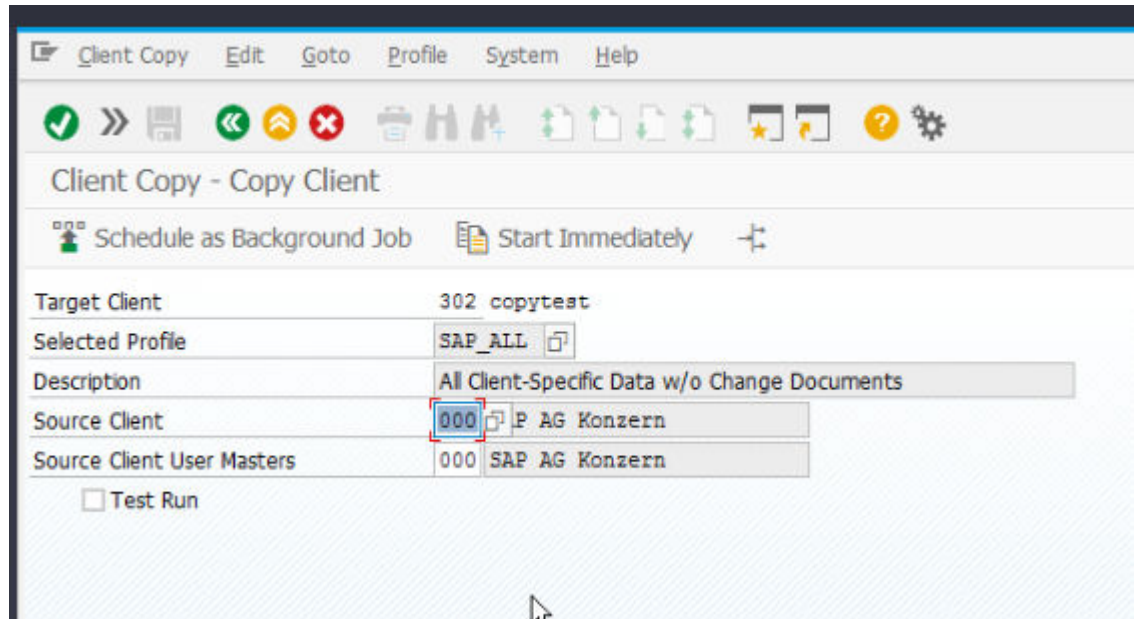 Client Copy Edit Goto Profile System Help
Client Copy - Copy Client
Schedule as Background Job Start Immediately
Target Client 302 copytest
Selected Profile SAP_ALL
Description All Client-Specific Data w/o Change Documents
Source Client 000 P AG Konzern
Source Client User Masters 000 SAP AG Konzern
Test Run